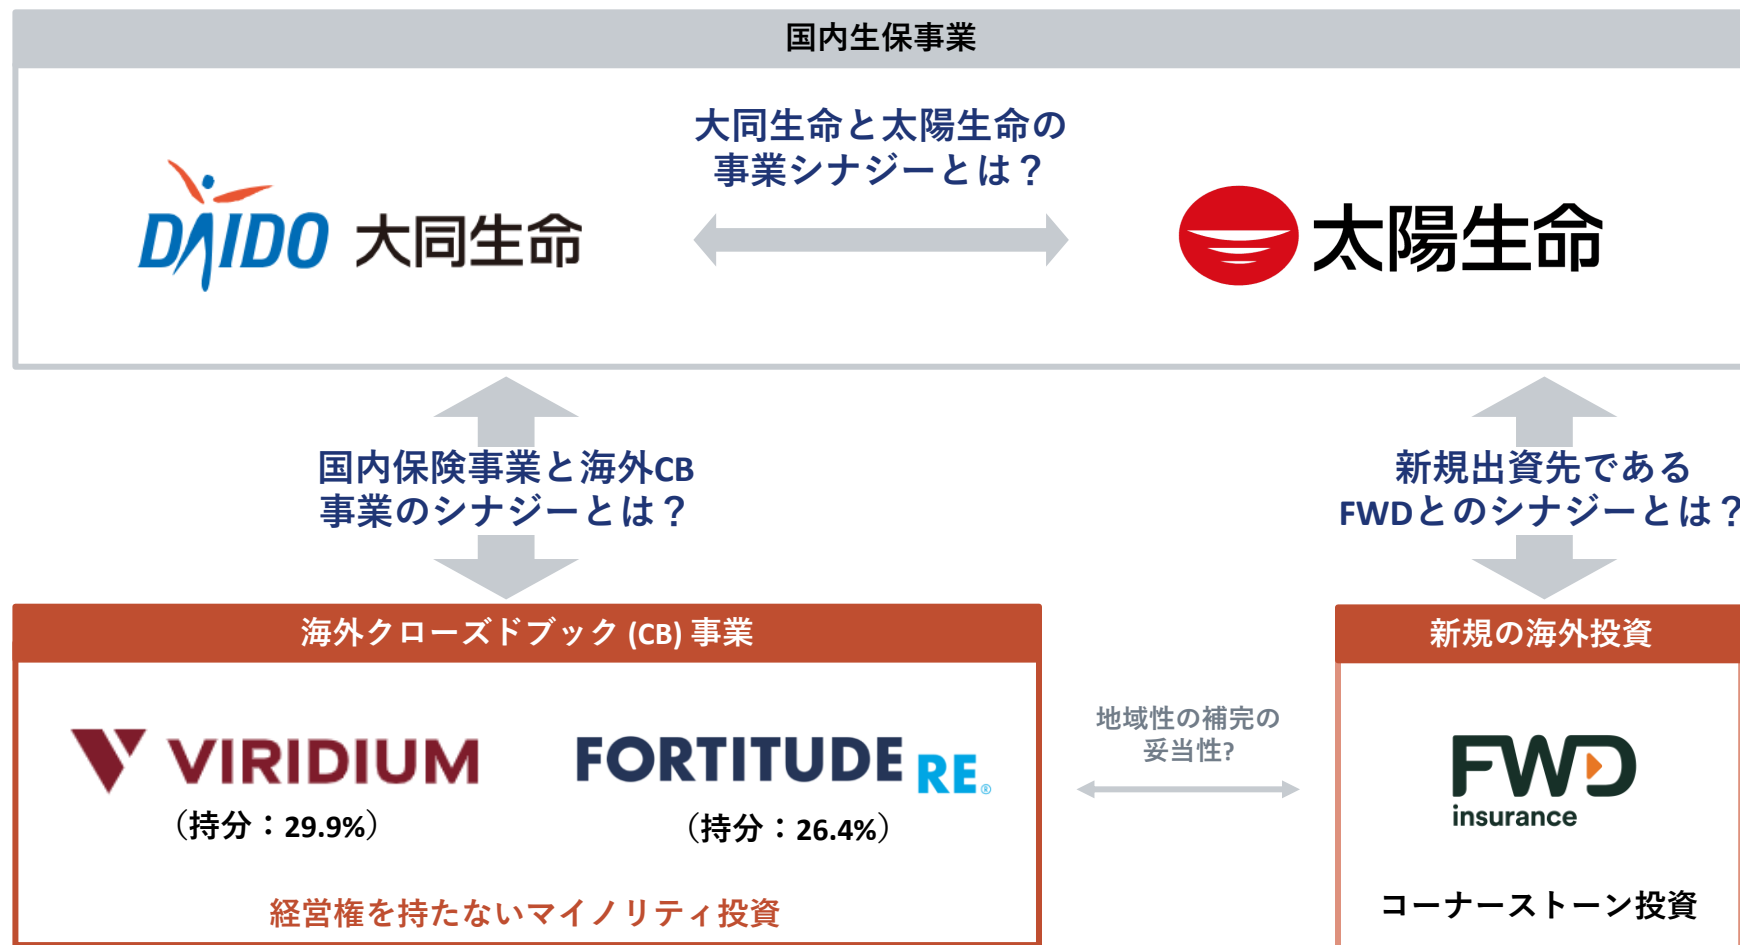 国内生保事業
大同生命と太陽生命の
事業シナジーとは？
DAIDO 大同生命
太陽生命
国内保険事業と海外CB
事業のシナジーとは？
新規出資先である
FWDとのシナジーとは？
海外クローズドブック (CB) 事業
VIRIDIUM
（持分：29.9%）
FORTITUDE RE®
（持分：26.4%）
経営権を持たないマイノリティ投資
地域性の補完の
妥当性?
新規の海外投資
FWD
insurance
コーナーストーン投資